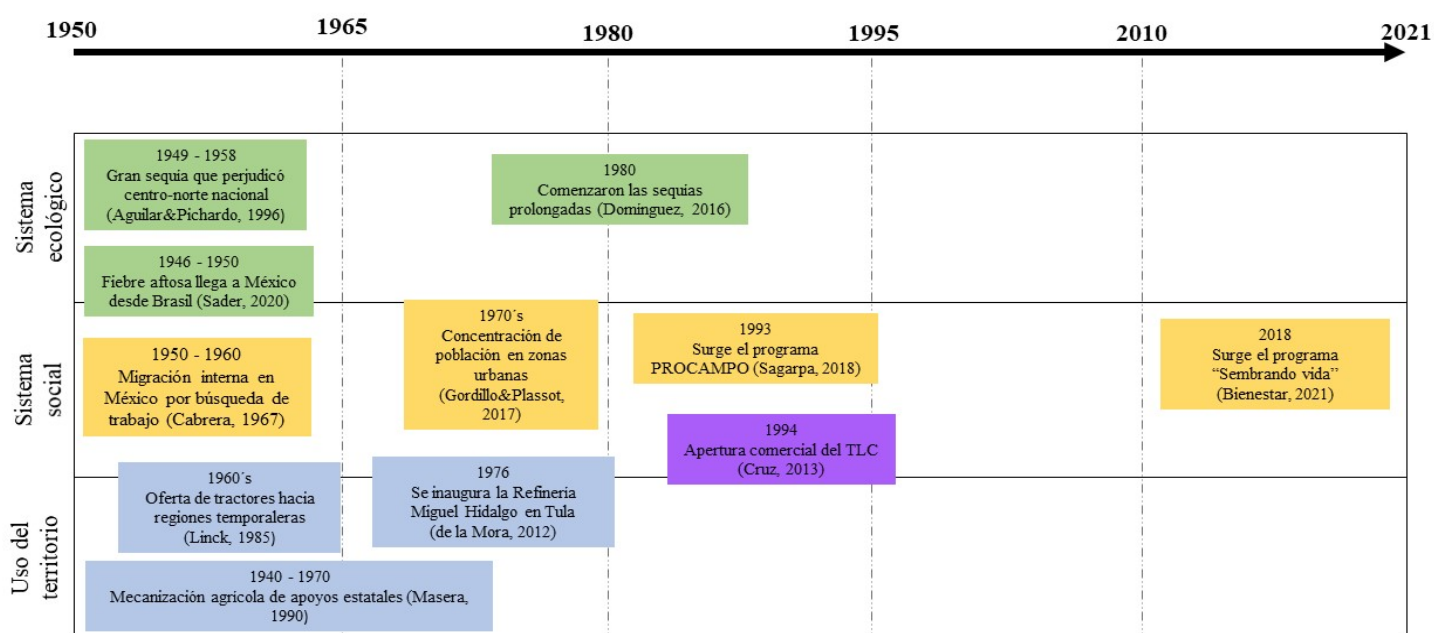 1950
1965
1980
1995
2010
2021
Sistema
ecológico
1949 - 1958
Gran sequia que perjudicó
centro-norte nacional
(Aguilar&Pichardo, 1996)
1980
Comenzaron las sequias
prolongadas (Dominguez, 2016)
1946 - 1950
Fiebre aftosa llega a México
desde Brasil (Sader, 2020)
Sistema
social
1950 - 1960
Migración interna en
México por búsqueda de
trabajo (Cabrera, 1967)
1970´s
Concentración de
población en zonas
urbanas
(Gordillo&Plassot,
2017)
1993
Surge el programa
PROCAMPO (Sagarpa, 2018)
2018
Surge el programa
“Sembrando vida”
(Bienestar, 2021)
1994
Apertura comercial del TLC
(Cruz, 2013)
Uso del
territorio
1960´s
Oferta de tractores hacia
regiones temporaleras
(Linck, 1985)
1976
Se inaugura la Refinería
Miguel Hidalgo en Tula
(de la Mora, 2012)
1940 - 1970
Mecanización agrícola de apoyos estatales (Masera,
1990)